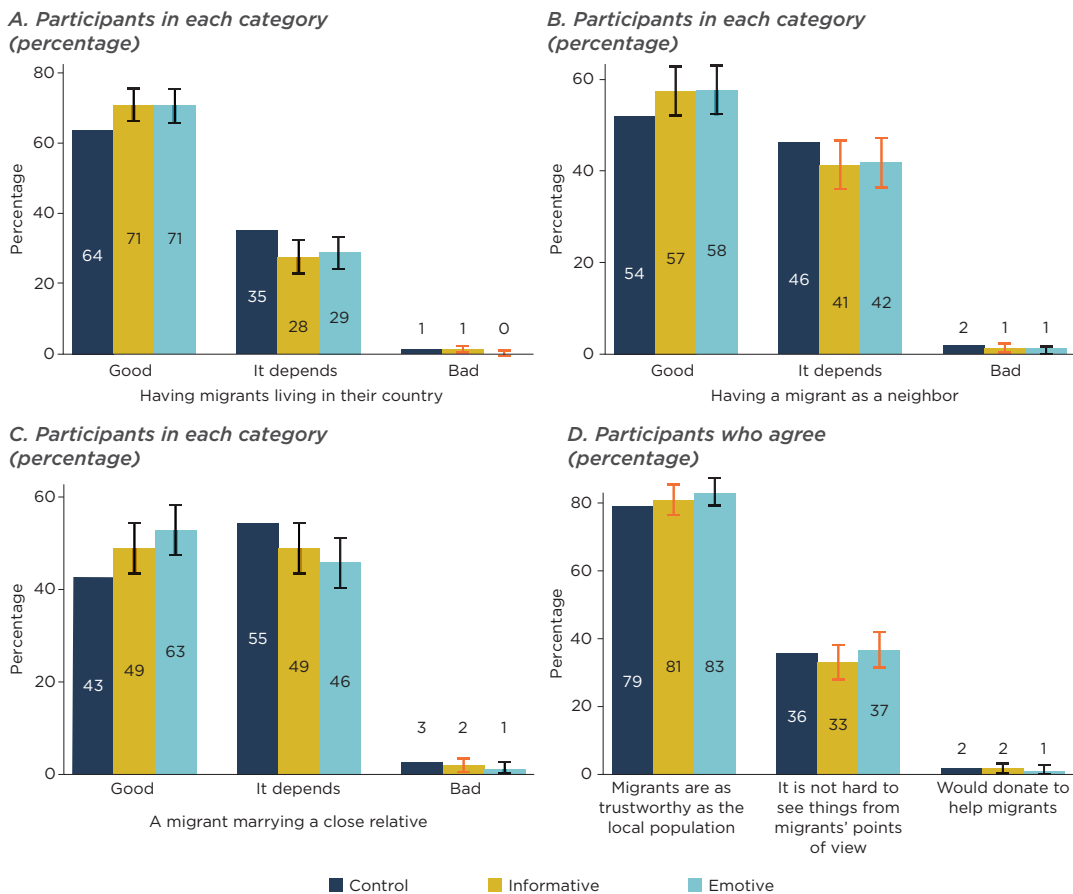 A. Participants in each category
(percentage)
80
60
40
20
0
Percentage
64
71
71
35
28
29
1
1
0
Good
It depends
Bad
Having migrants living in their country
B. Participants in each category
(percentage)
60
40
20
0
Percentage
54
57
58
46
41
42
2
1
1
Good
It depends
Bad
Having a migrant as a neighbor
C. Participants in each category
(percentage)
60
40
20
0
Percentage
43
49
63
55
49
46
3
2
1
Good
It depends
Bad
A migrant marrying a close relative
D. Participants who agree
(percentage)
80
60
40
20
0
Percentage
79
81
83
36
33
37
2
2
1
Migrants are as
trustworthy as the
local population
It is not hard to
see things from
migrants’ points
of view
Would donate to
help migrants
Control
Informative
Emotive